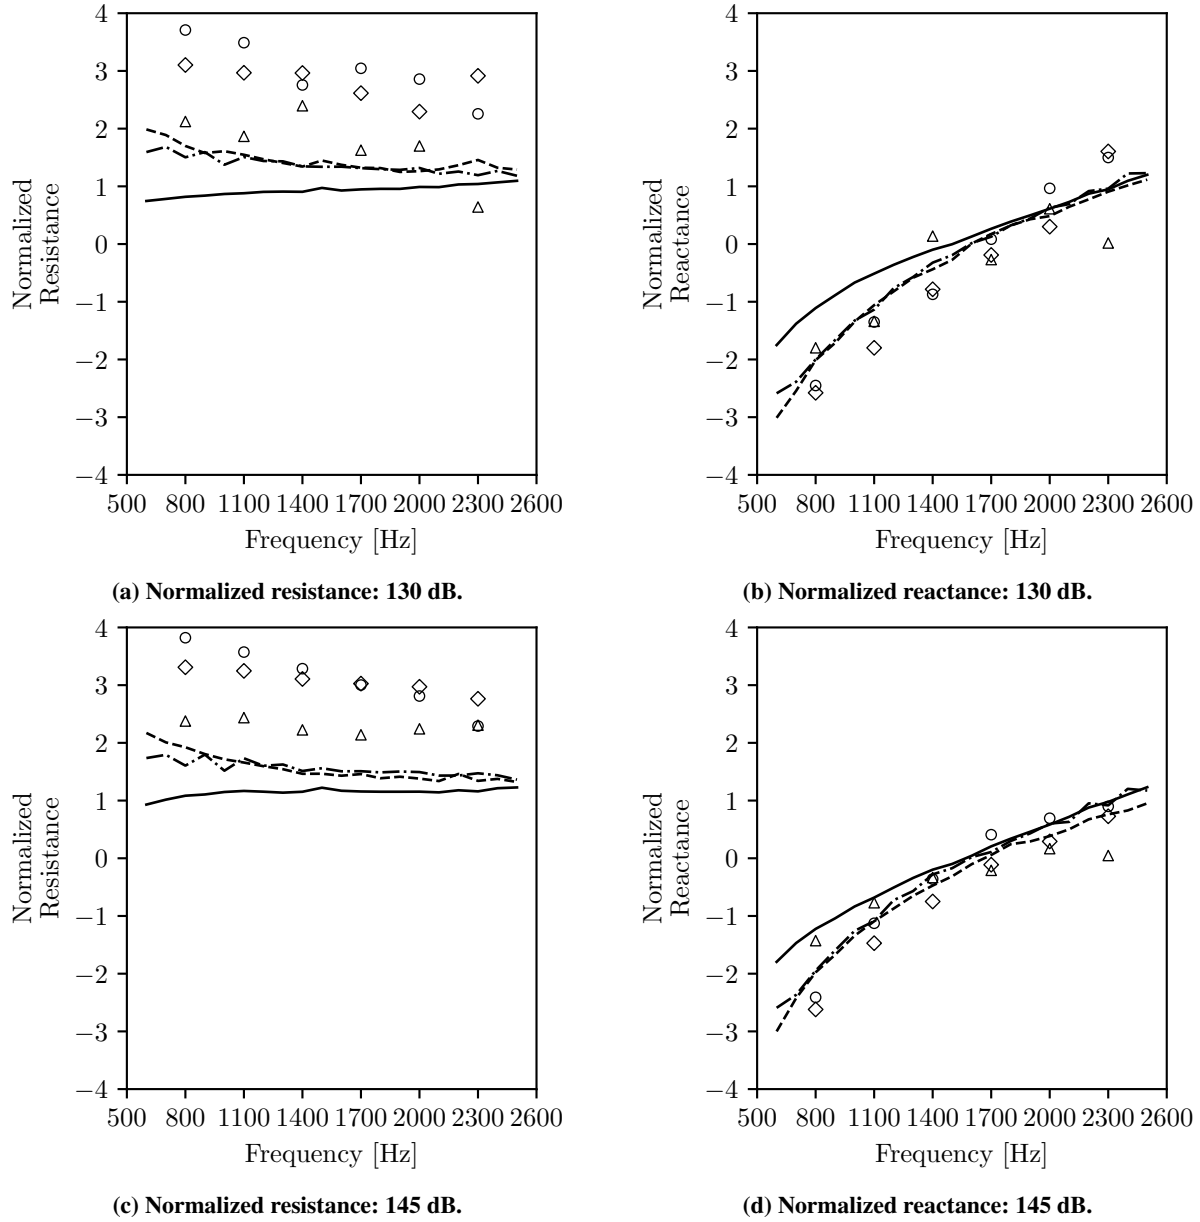 4
3
2
1
0
−1
−2
−3
−4
Normalized
Resistance
500 800 1100 1400 1700 2000 2300 2600
Frequency [Hz]
(a) Normalized resistance: 130 dB.
4
3
2
1
0
−1
−2
−3
−4
Normalized
Reactance
500 800 1100 1400 1700 2000 2300 2600
Frequency [Hz]
(b) Normalized reactance: 130 dB.
4
3
2
1
0
−1
−2
−3
−4
Normalized
Resistance
500 800 1100 1400 1700 2000 2300 2600
Frequency [Hz]
(c) Normalized resistance: 145 dB.
4
3
2
1
0
−1
−2
−3
−4
Normalized
Reactance
500 800 1100 1400 1700 2000 2300 2600
Frequency [Hz]
(d) Normalized reactance: 145 dB.